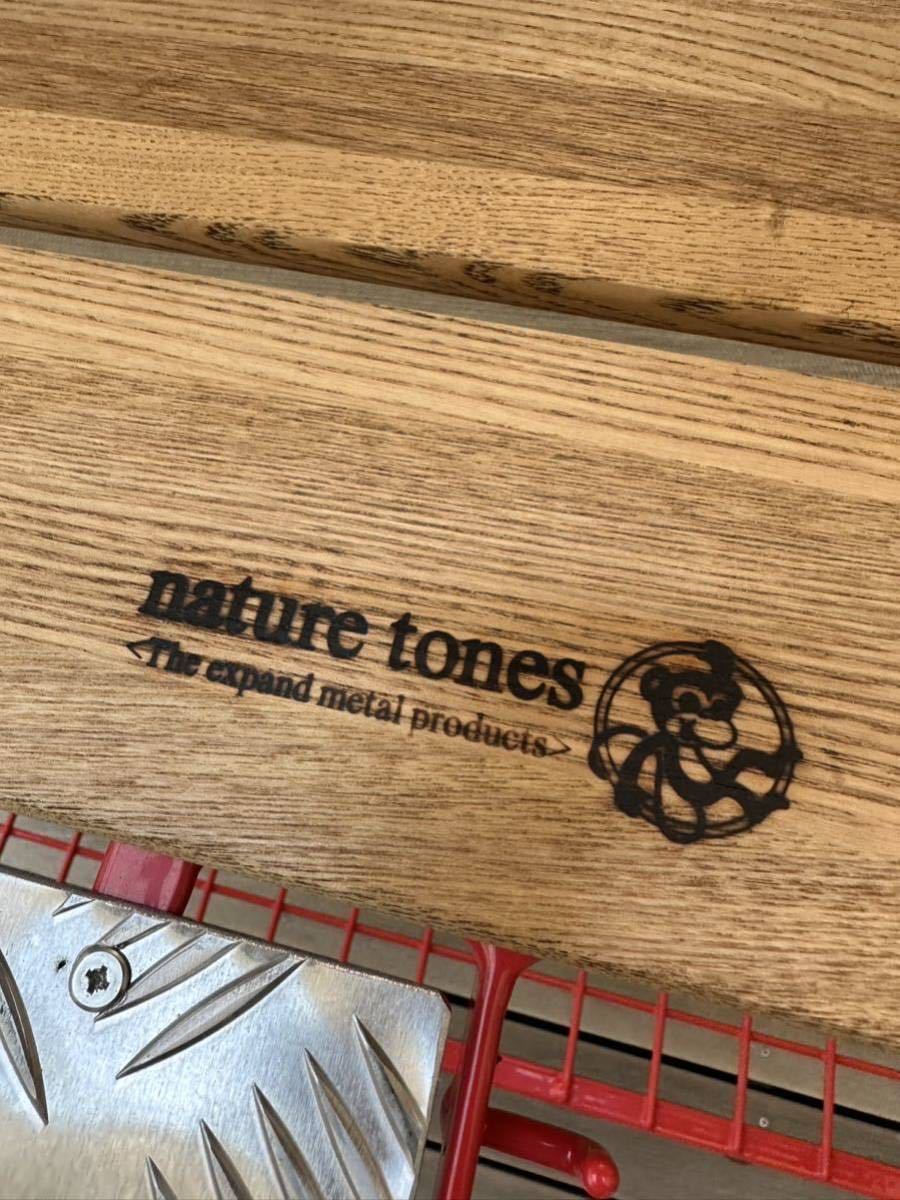 nature tones
<The expand metal products>